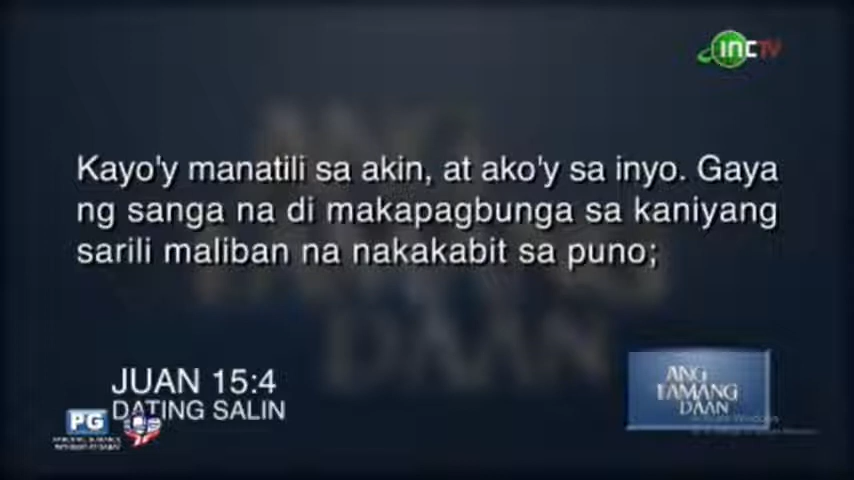 INCTV
Kayo'y manatili sa akin, at ako'y sa inyo. Gaya
ng sanga na di makapagbunga sa kaniyang
sarili maliban na nakakabit sa puno;
JUAN 15:4
DATING SALIN
PG
ANG
TAMANG
DAAN